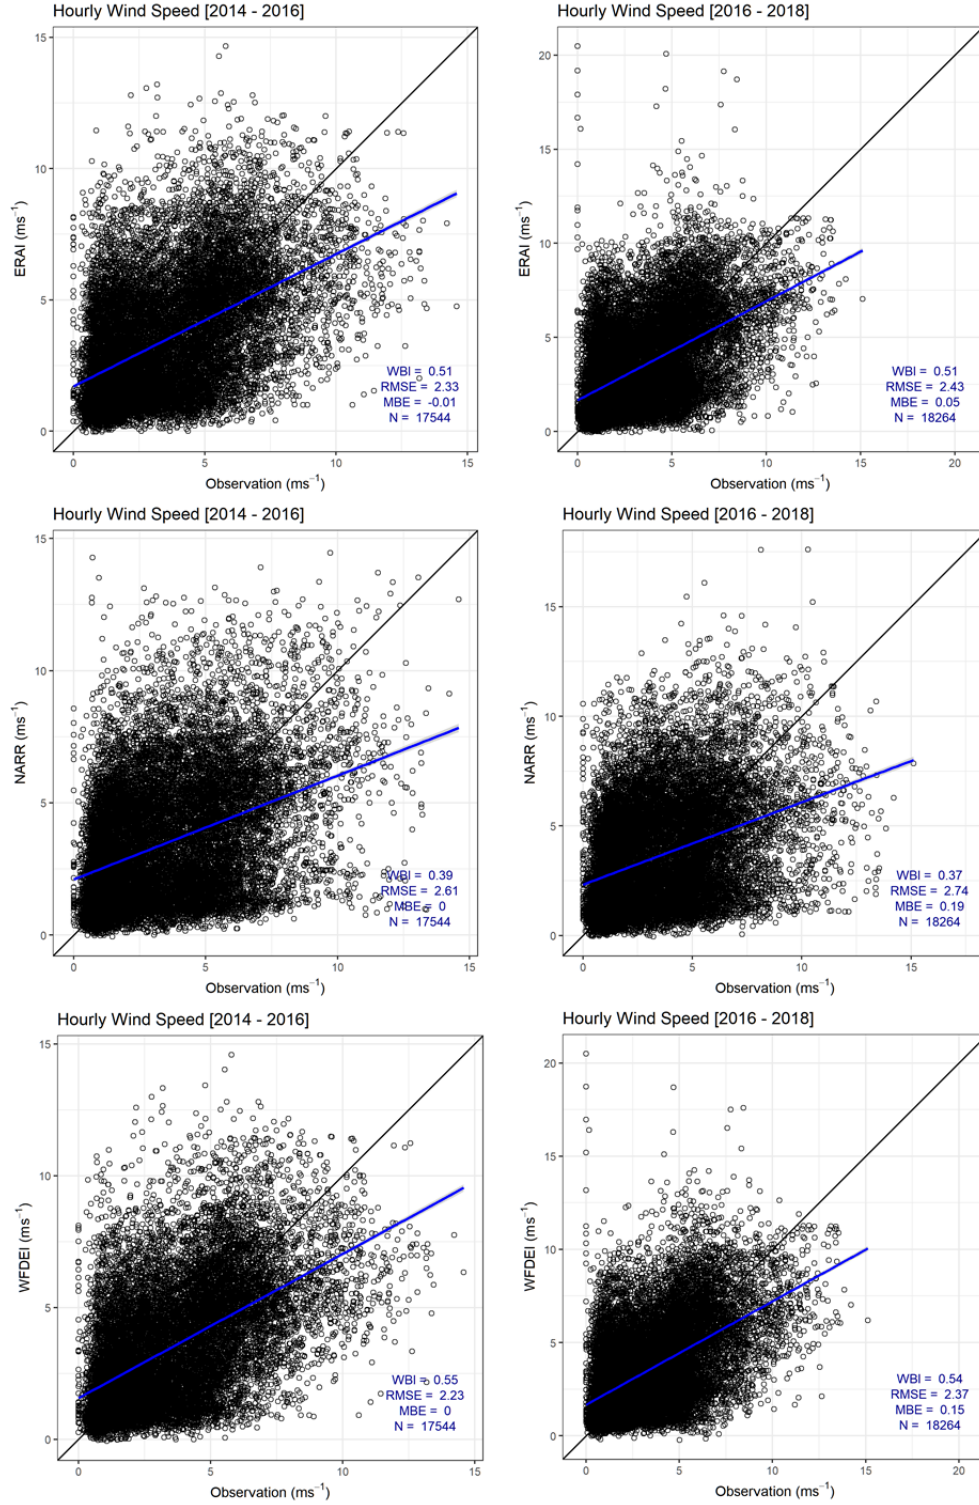 Hourly Wind Speed [2014 - 2016]
15
10
5
0
ERAI (ms⁻¹)
WBI = 0.51
RMSE = 2.33
MBE = -0.01
N = 17544
0 5 10 15
Observation (ms⁻¹)
Hourly Wind Speed [2016 - 2018]
20
15
10
5
0
ERAI (ms⁻¹)
WBI = 0.51
RMSE = 2.43
MBE = 0.05
N = 18264
0 5 10 15 20
Observation (ms⁻¹)
Hourly Wind Speed [2014 - 2016]
15
10
5
0
NARR (ms⁻¹)
WBI = 0.39
RMSE = 2.61
MBE = 0
N = 17544
0 5 10 15
Observation (ms⁻¹)
Hourly Wind Speed [2016 - 2018]
15
10
5
0
NARR (ms⁻¹)
WBI = 0.37
RMSE = 2.74
MBE = 0.19
N = 18264
0 5 10 15
Observation (ms⁻¹)
Hourly Wind Speed [2014 - 2016]
15
10
5
0
WFDEI (ms⁻¹)
WBI = 0.55
RMSE = 2.23
MBE = 0
N = 17544
0 5 10 15
Observation (ms⁻¹)
Hourly Wind Speed [2016 - 2018]
20
15
10
5
0
WFDEI (ms⁻¹)
WBI = 0.54
RMSE = 2.37
MBE = 0.15
N = 18264
0 5 10 15 20
Observation (ms⁻¹)